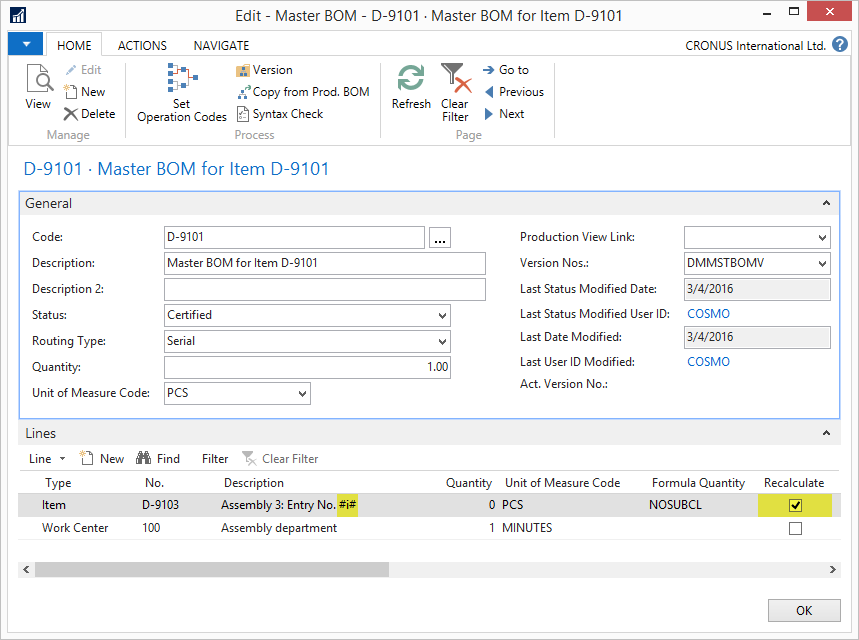 Edit - Master BOM - D-9101 · Master BOM for Item D-9101
HOME ACTIONS NAVIGATE CRONUS International Ltd. ?
View
Edit
New
Delete
Manage
Set
Operation Codes
Version
Copy from Prod. BOM
Syntax Check
Process
Refresh
Clear
Filter
Go to
Previous
Next
Page
D-9101 · Master BOM for Item D-9101
General
Code: D-9101 ...
Description: Master BOM for Item D-9101
Description 2:
Status: Certified
Routing Type: Serial
Quantity: 1.00
Unit of Measure Code: PCS
Production View Link:
Version Nos.: DMMSTBOMV
Last Status Modified Date: 3/4/2016
Last Status Modified User ID: COSMO
Last Date Modified: 3/4/2016
Last User ID Modified: COSMO
Act. Version No.:
Lines
Line New Find Filter Clear Filter
Type No. Description Quantity Unit of Measure Code Formula Quantity Recalculate
Item D-9103 Assembly 3: Entry No. #i# 0 PCS NOSUBCL
Work Center 100 Assembly department 1 MINUTES
OK